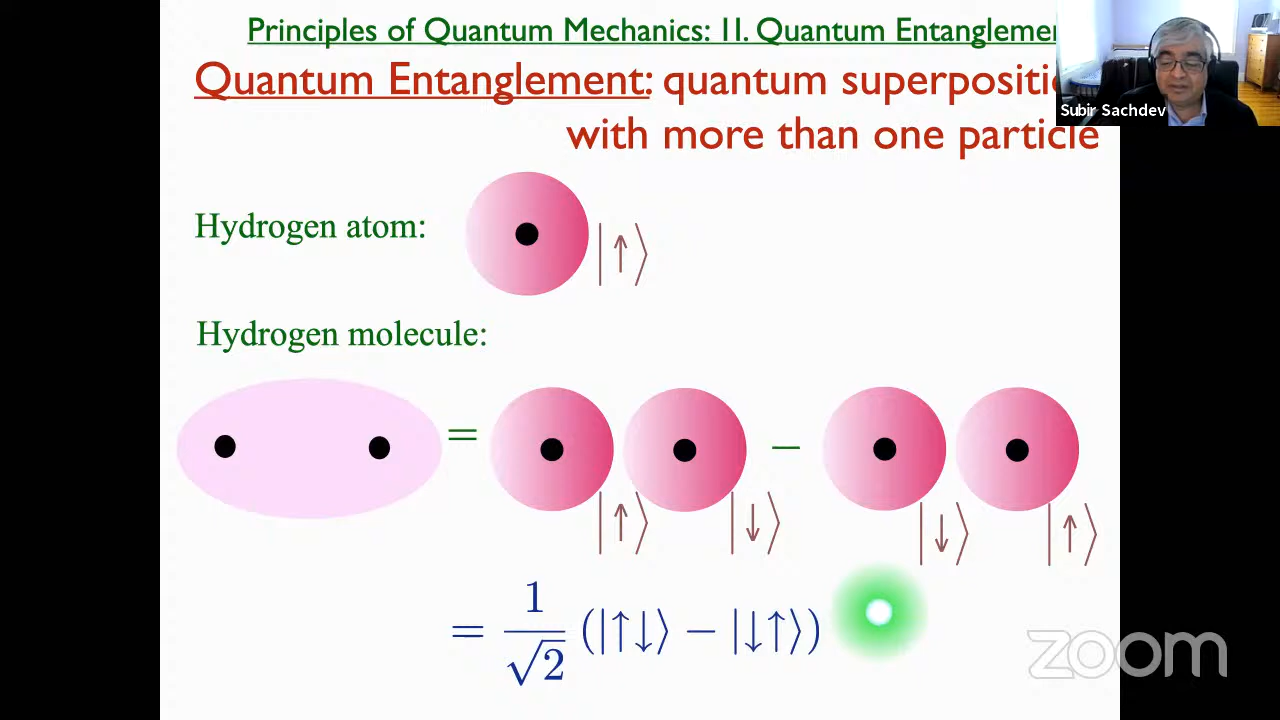 Principles of Quantum Mechanics: II. Quantum Entanglemen
Quantum Entanglement: quantum superpositi
with more than one particle
Subir Sachdev
Hydrogen atom:
|↑⟩
Hydrogen molecule:
= −
|↑⟩ |↓⟩ |↓⟩ |↑⟩
= 1/√2 (|↑↓⟩ − |↓↑⟩)
zoom